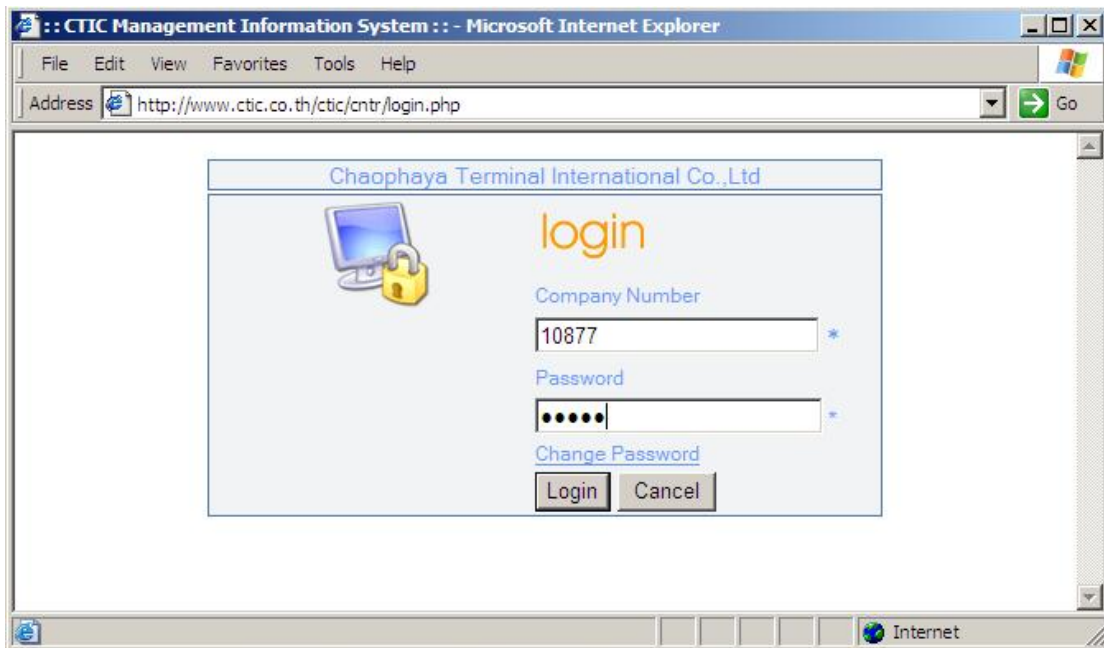 :: CTIC Management Information System :: - Microsoft Internet Explorer
File Edit View Favorites Tools Help
Address http://www.ctic.co.th/ctic/cntr/login.php Go
Chaophaya Terminal International Co.,Ltd
login
Company Number
10877 *
Password
••••• *
Change Password
Login Cancel
Internet